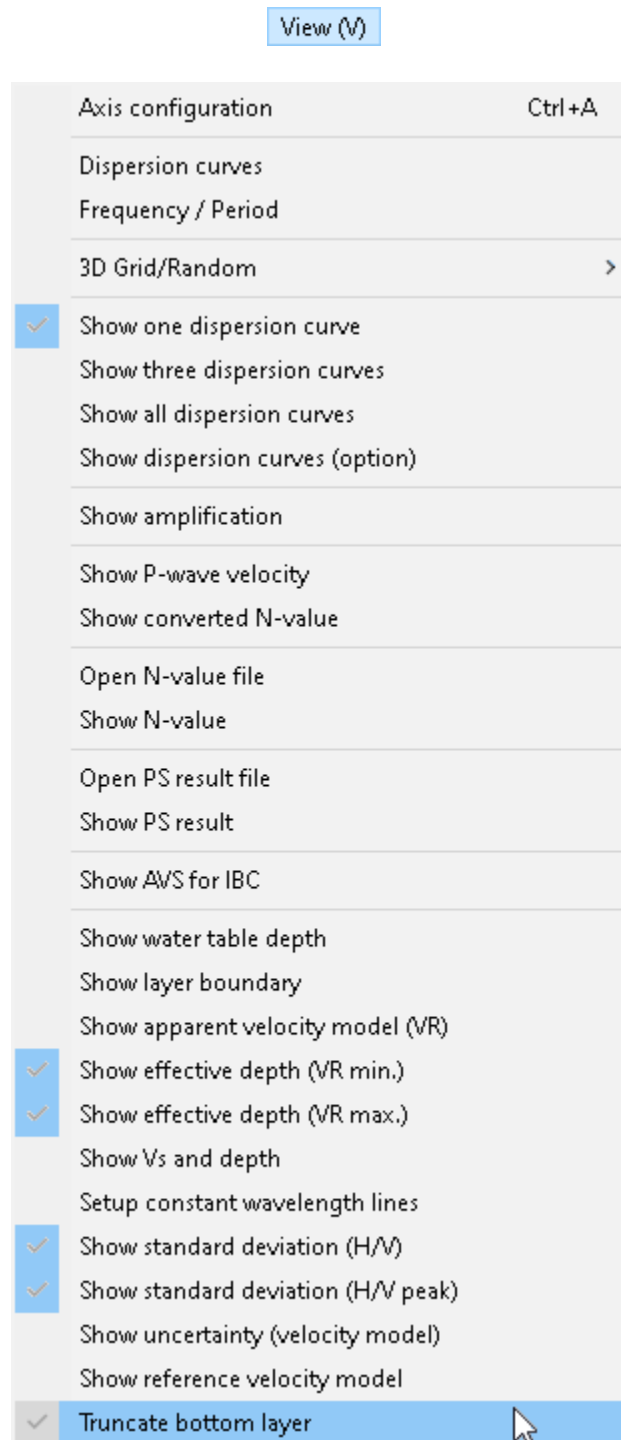 View (V)
Axis configuration Ctrl+A
Dispersion curves
Frequency / Period
3D Grid/Random
Show one dispersion curve
Show three dispersion curves
Show all dispersion curves
Show dispersion curves (option)
Show amplification
Show P-wave velocity
Show converted N-value
Open N-value file
Show N-value
Open PS result file
Show PS result
Show AVS for IBC
Show water table depth
Show layer boundary
Show apparent velocity model (VR)
Show effective depth (VR min.)
Show effective depth (VR max.)
Show Vs and depth
Setup constant wavelength lines
Show standard deviation (H/V)
Show standard deviation (H/V peak)
Show uncertainty (velocity model)
Show reference velocity model
Truncate bottom layer